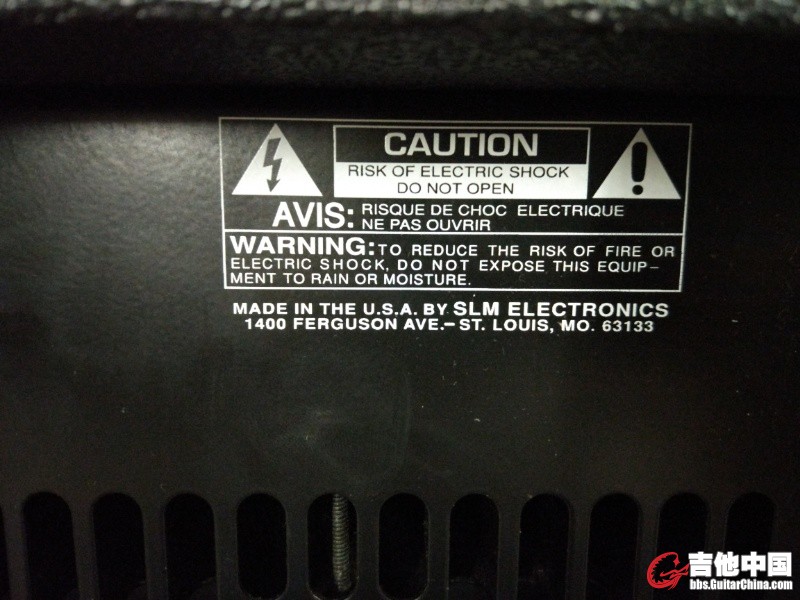 CAUTION
RISK OF ELECTRIC SHOCK
DO NOT OPEN
AVIS: RISQUE DE CHOC ELECTRIQUE
NE PAS OUVRIR
WARNING: TO REDUCE THE RISK OF FIRE OR
ELECTRIC SHOCK, DO NOT EXPOSE THIS EQUIP-
MENT TO RAIN OR MOISTURE.
MADE IN THE U.S.A. BY SLM ELECTRONICS
1400 FERGUSON AVE.-ST. LOUIS, MO. 63133
吉他中国
bbs.GuitarChina.com